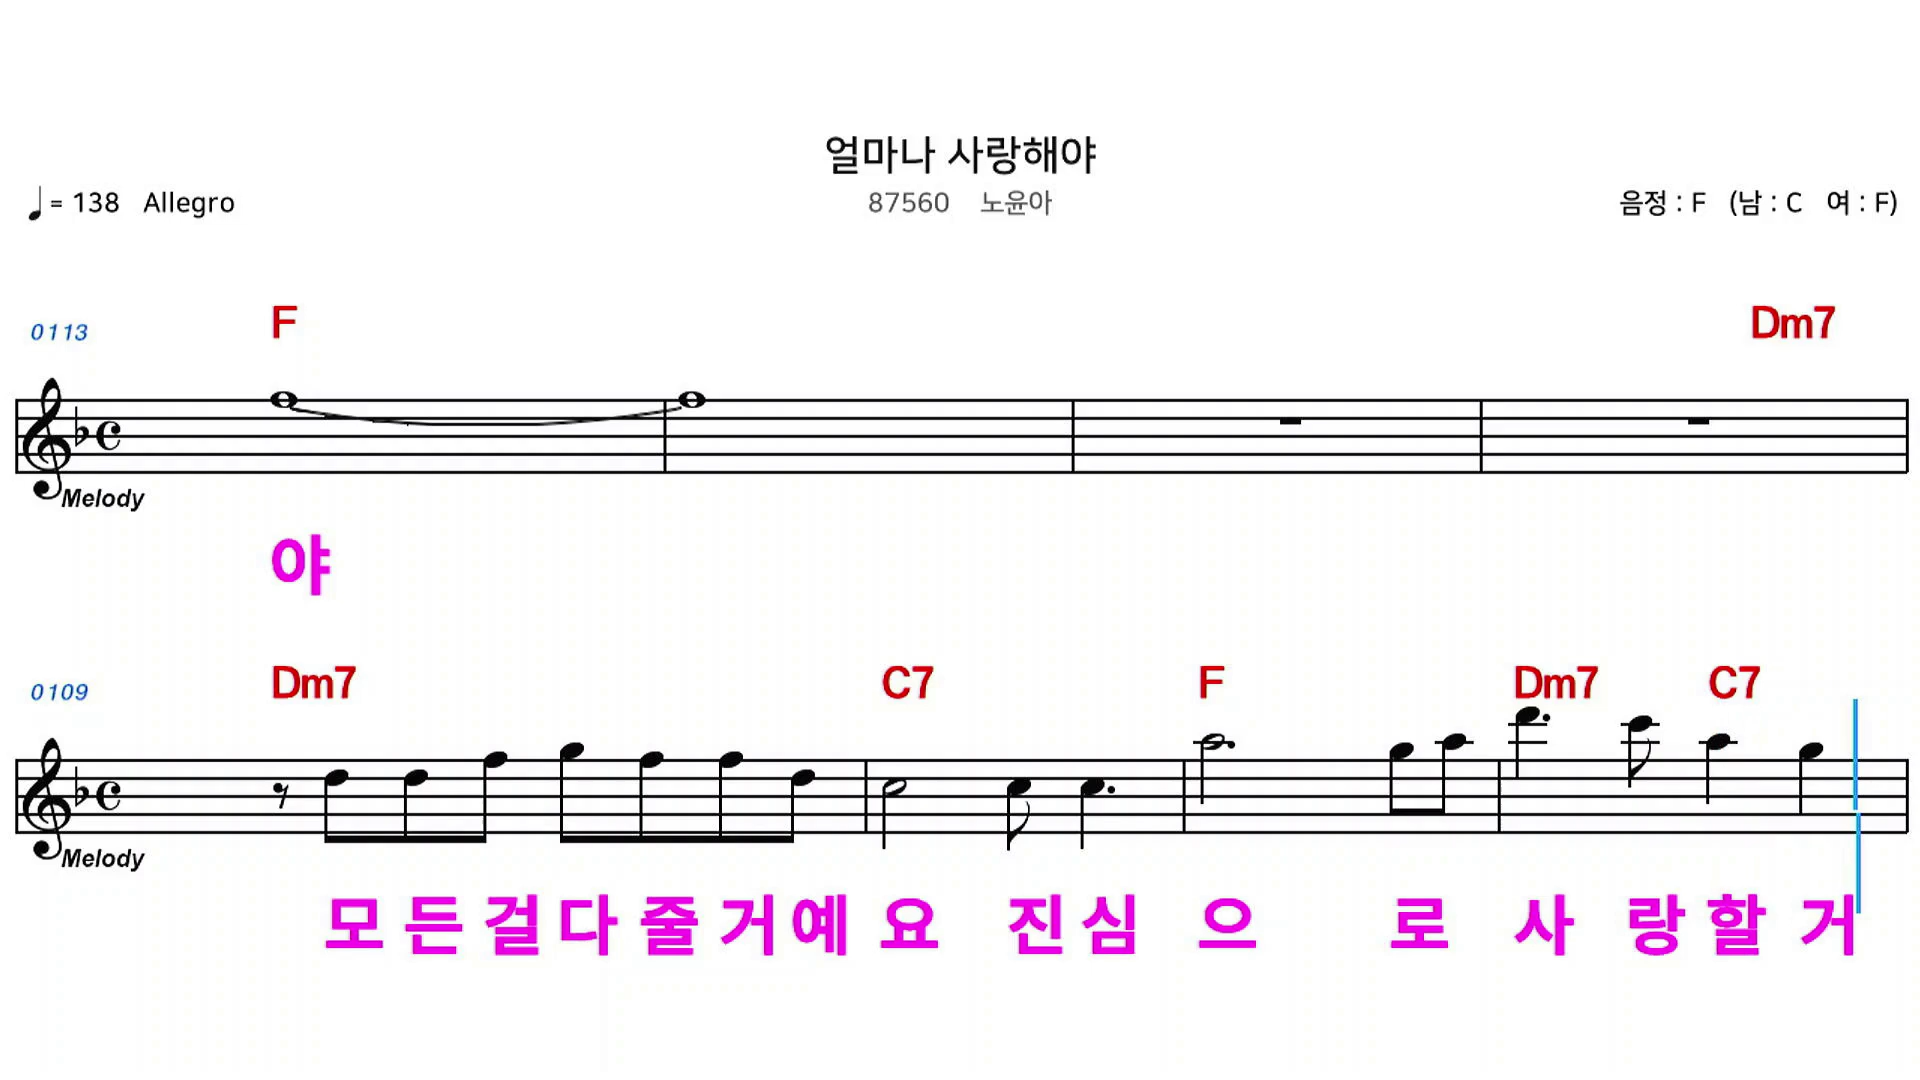 얼마나 사랑해야
♩= 138 Allegro
87560 노윤아
음정 : F (남 : C 여 : F)
0113
F Dm7
Melody
야
0109
Dm7 C7 F Dm7 C7
Melody
모 든 걸 다 줄 거 예 요 진 심 으 로 사 랑 할 거